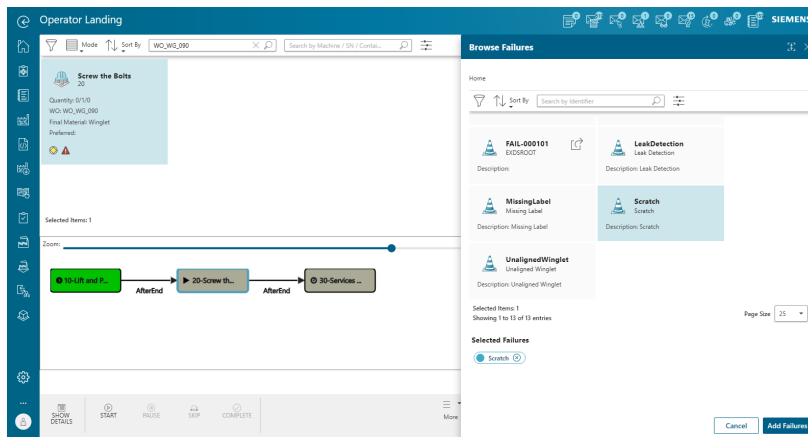 Operator Landing
SIEMENS
Mode
Sort By
WO_WG_090
Search by Machine / SN / Contai...
Screw the Bolts
20
Quantity: 0/1/0
WO: WO_WG_090
Final Material: Winglet
Preferred:
Selected Items: 1
Zoom:
10-Lift and P...
AfterEnd
20-Screw th...
AfterEnd
30-Services ...
SHOW DETAILS
START
PAUSE
SKIP
COMPLETE
More
Browse Failures
Home
Sort By
Search by Identifier
FAIL-000101
EXDSROOT
Description:
LeakDetection
Leak Detection
Description: Leak Detection
MissingLabel
Missing Label
Description: Missing Label
Scratch
Scratch
Description: Scratch
UnalignedWinglet
Unaligned Winglet
Description: Unaligned Winglet
Selected Items: 1
Showing 1 to 13 of 13 entries
Page Size
25
Selected Failures
Scratch
Cancel
Add Failures